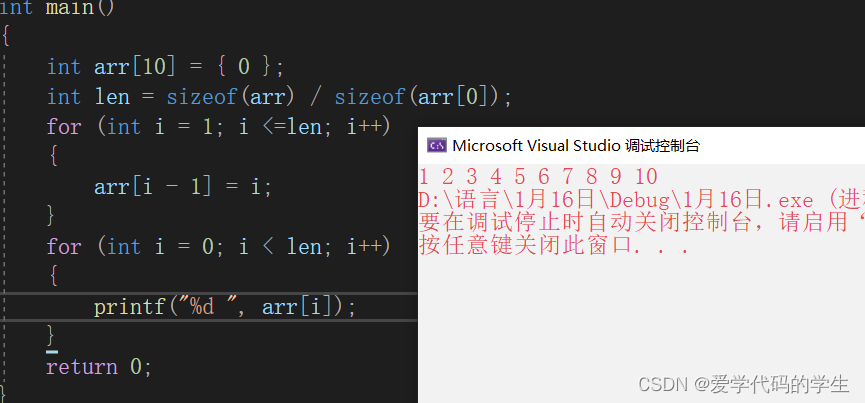 int main()
{
int arr[10] = { 0 };
int len = sizeof(arr) / sizeof(arr[0]);
for (int i = 1; i <=len; i++)
{
arr[i - 1] = i;
}
for (int i = 0; i < len; i++)
{
printf("%d ", arr[i]);
}
return 0;
}
Microsoft Visual Studio 调试控制台
1 2 3 4 5 6 7 8 9 10
D:\语言\1月16日\Debug\1月16日.exe (进
要在调试停止时自动关闭控制台，请启用“
按任意键关闭此窗口. . .
CSDN @爱学代码的学生